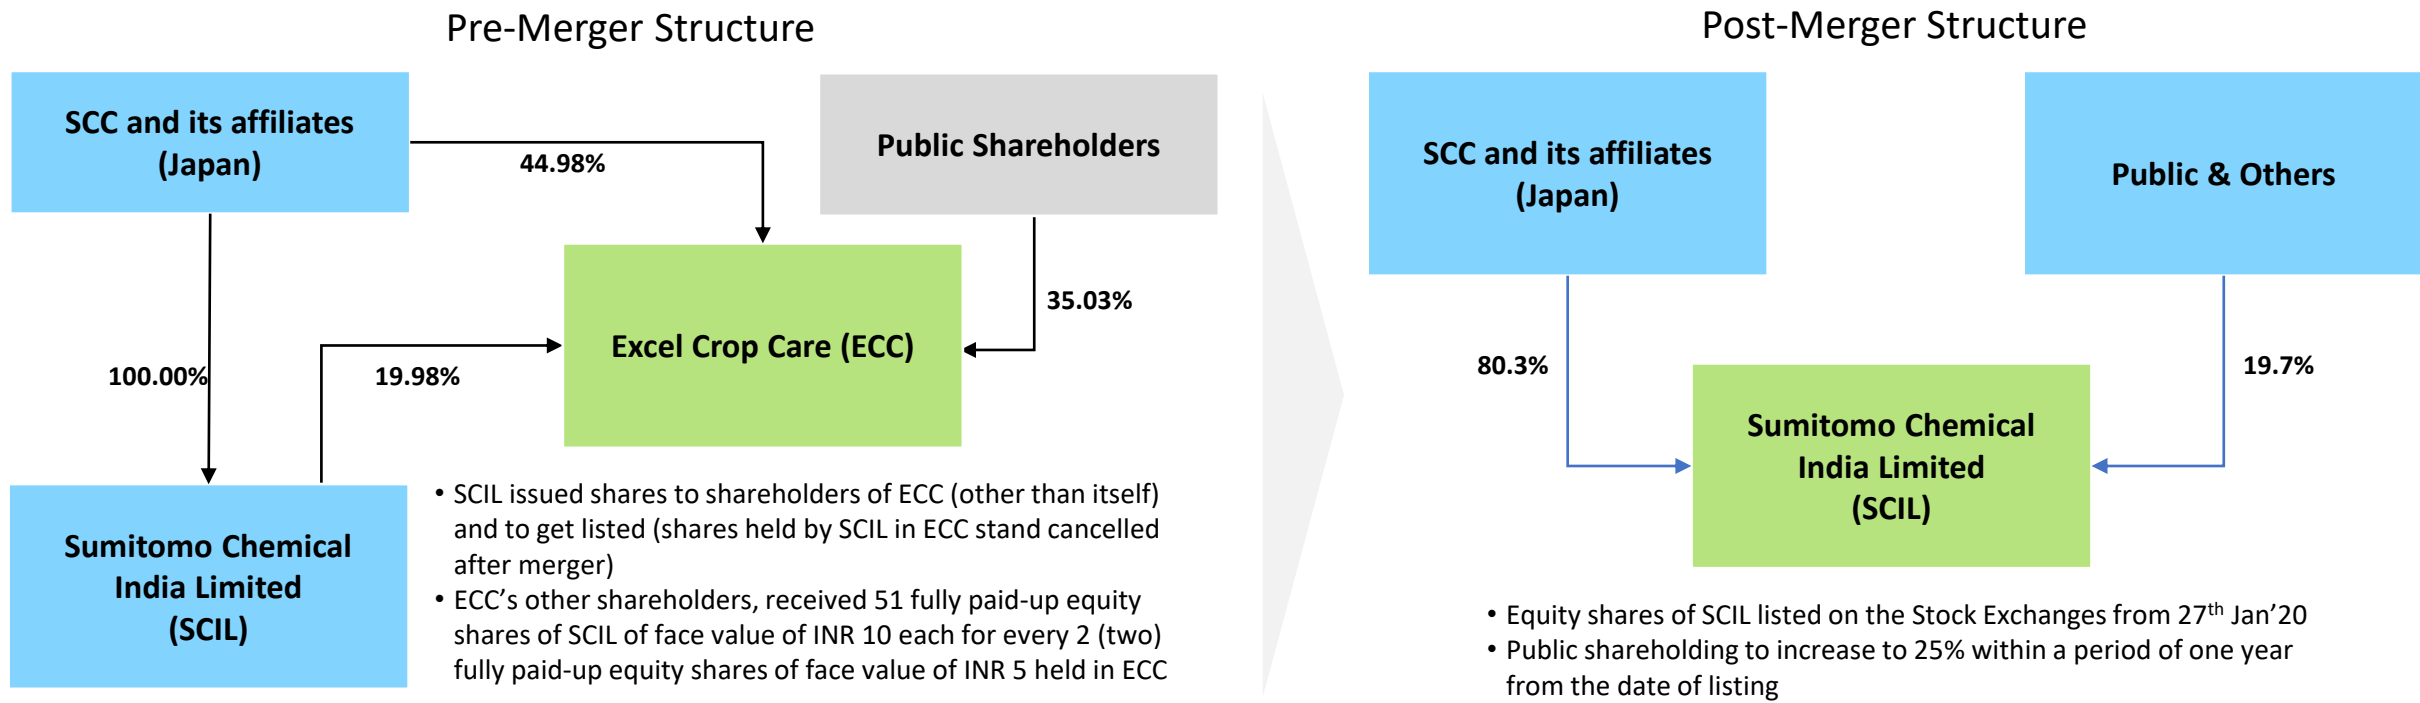 Pre-Merger Structure
SCC and its affiliates
(Japan)
44.98%
Public Shareholders
35.03%
Excel Crop Care (ECC)
100.00%
19.98%
Sumitomo Chemical
India Limited
(SCIL)
• SCIL issued shares to shareholders of ECC (other than itself)
and to get listed (shares held by SCIL in ECC stand cancelled
after merger)
• ECC’s other shareholders, received 51 fully paid-up equity
shares of SCIL of face value of INR 10 each for every 2 (two)
fully paid-up equity shares of face value of INR 5 held in ECC
Post-Merger Structure
SCC and its affiliates
(Japan)
Public & Others
80.3%
19.7%
Sumitomo Chemical
India Limited
(SCIL)
• Equity shares of SCIL listed on the Stock Exchanges from 27th Jan’20
• Public shareholding to increase to 25% within a period of one year
from the date of listing